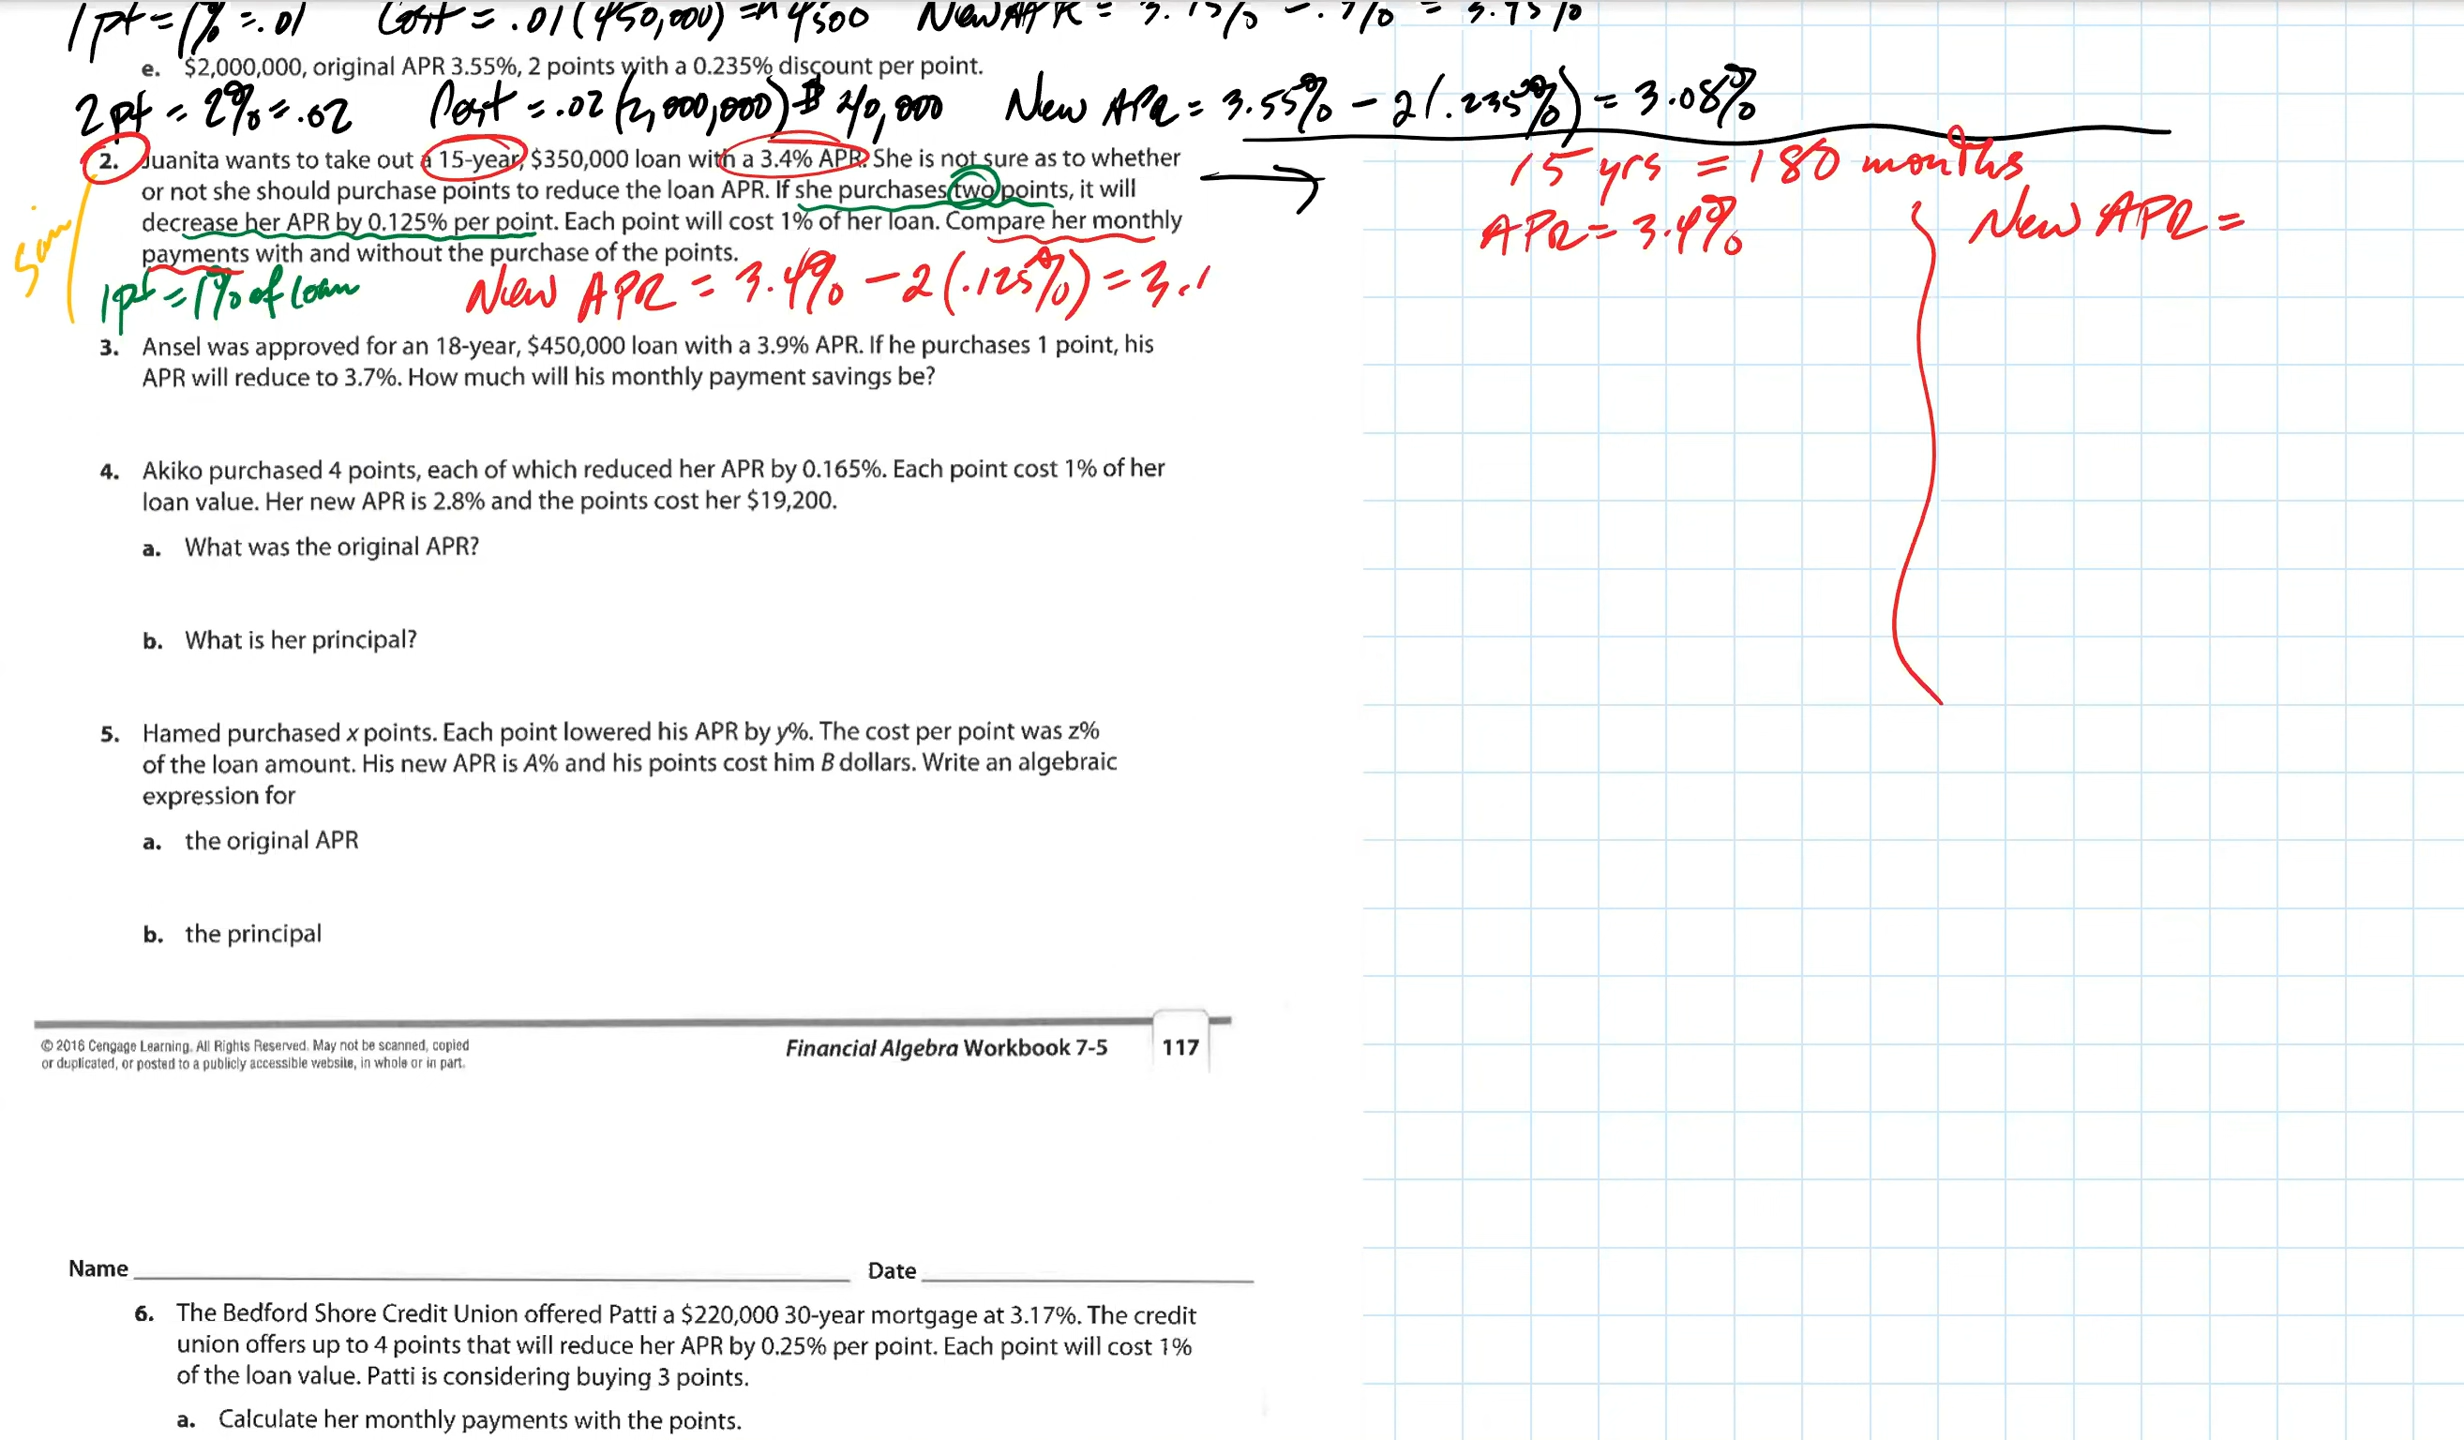 1pt = 1% = .01 Cost = .01(450,000) = $4500 New APR =
e. $2,000,000, original APR 3.55%, 2 points with a 0.235% discount per point.
2pt = 2% = .02 Cost = .02(2,000,000) $40,000 New APR = 3.55% - 2(.235%) = 3.08%
2. Juanita wants to take out a 15-year, $350,000 loan with a 3.4% APR. She is not sure as to whether
or not she should purchase points to reduce the loan APR. If she purchases two points, it will
decrease her APR by 0.125% per point. Each point will cost 1% of her loan. Compare her monthly
payments with and without the purchase of the points.
1pt = 1% of loan New APR = 3.4% - 2(.125%) = 3.1
15 yrs = 180 months
APR = 3.4% New APR =
3. Ansel was approved for an 18-year, $450,000 loan with a 3.9% APR. If he purchases 1 point, his
APR will reduce to 3.7%. How much will his monthly payment savings be?
4. Akiko purchased 4 points, each of which reduced her APR by 0.165%. Each point cost 1% of her
loan value. Her new APR is 2.8% and the points cost her $19,200.
a. What was the original APR?
b. What is her principal?
5. Hamed purchased x points. Each point lowered his APR by y%. The cost per point was z%
of the loan amount. His new APR is A% and his points cost him B dollars. Write an algebraic
expression for
a. the original APR
b. the principal
© 2016 Cengage Learning. All Rights Reserved. May not be scanned, copied
or duplicated, or posted to a publicly accessible website, in whole or in part.
Financial Algebra Workbook 7-5 117
Name Date
6. The Bedford Shore Credit Union offered Patti a $220,000 30-year mortgage at 3.17%. The credit
union offers up to 4 points that will reduce her APR by 0.25% per point. Each point will cost 1%
of the loan value. Patti is considering buying 3 points.
a. Calculate her monthly payments with the points.